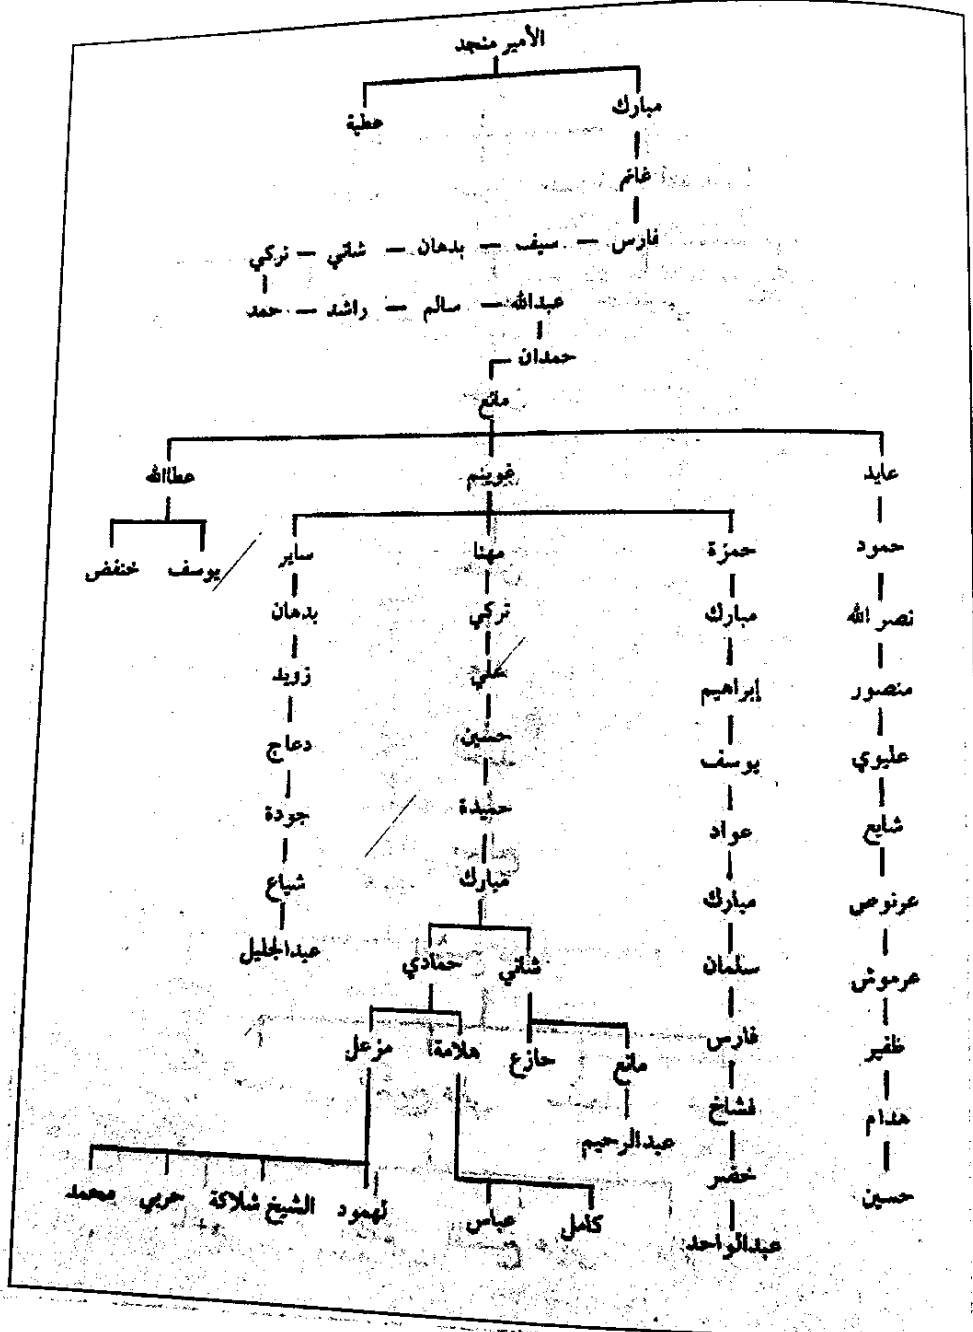 الأمير منجد
مبارك عطية
غانم
فارس – سيف – بدهان – شاني – تركي
عبدالله – سالم – راشد – حمد
حمدان
مانع
عايد غوينم عطاالله
حمود حمزة مهنا ساير يوسف خنفض
نصر الله مبارك تركي بدهان
منصور إبراهيم علي زويد
عليوي يوسف حسين دعاج
شايع عواد حميدة جودة
عرنوص مبارك مبارك شياع
عرموش سلمان شاني حمادي عبدالجليل
ظفير فارس مانع حازع هلامة مزعل
هدام فشاخ عبدالرحيم
حسين خضر كامل عباس لهمود الشيخ شلاكة حربي محمد
عبدالواحد